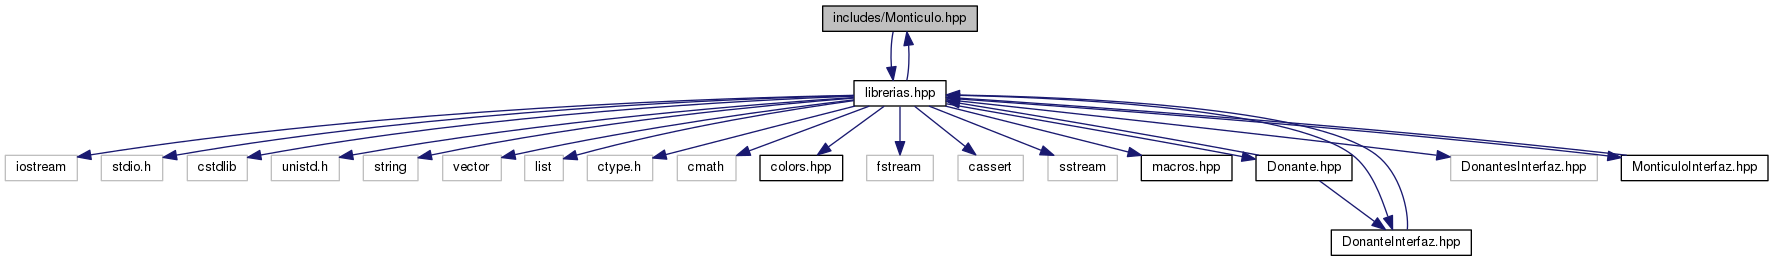 includes/Monticulo.hpp
librerias.hpp
iostream
stdio.h
cstdlib
unistd.h
string
vector
list
ctype.h
cmath
colors.hpp
fstream
cassert
sstream
macros.hpp
Donante.hpp
DonantesInterfaz.hpp
MonticuloInterfaz.hpp
DonanteInterfaz.hpp